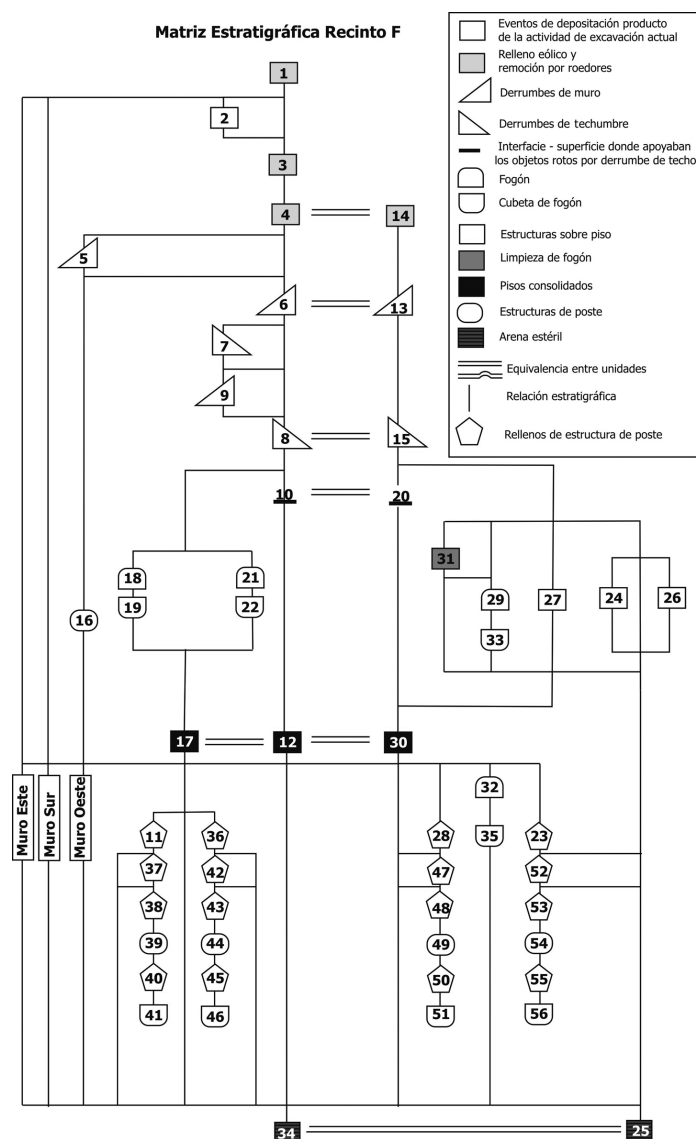 Matriz Estratigráfica Recinto F
Eventos de depositación producto
de la actividad de excavación actual
Relleno eólico y
remoción por roedores
Derrumbes de muro
Derrumbes de techumbre
Interfacie - superficie donde apoyaban
los objetos rotos por derrumbe de techo
Fogón
Cubeta de fogón
Estructuras sobre piso
Limpieza de fogón
Pisos consolidados
Estructuras de poste
Arena estéril
Equivalencia entre unidades
Relación estratigráfica
Rellenos de estructura de poste
1
2
3
4 14
5
6 13
7
9
8 15
10 20
31
18 21
29 27 24 26
19 22
16
33
17 12 30
32
Muro Este
Muro Sur
Muro Oeste
11 36 28 35 23
37 42 47 52
38 43 48 53
39 44 49 54
40 45 50 55
41 46 51 56
34 25